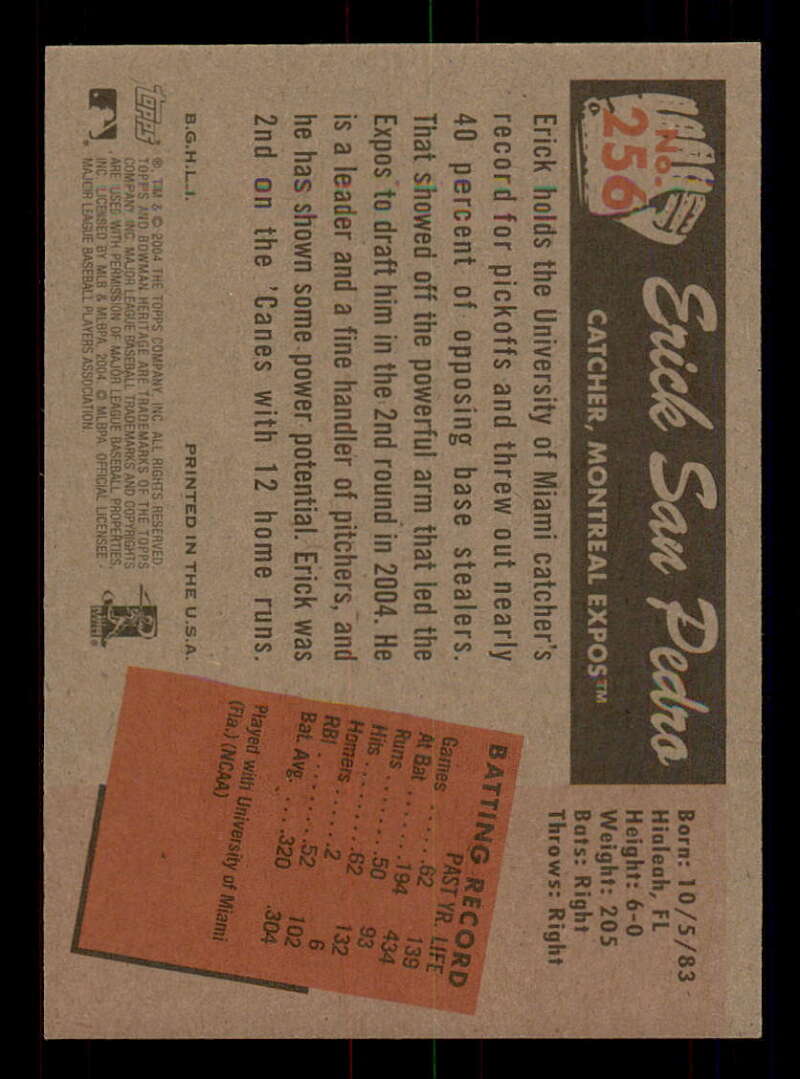 NO.
256
Erick San Pedro
CATCHER, MONTREAL EXPOS™
Born: 10/5/83
Hialeah, FL
Height: 6-0
Weight: 205
Bats: Right
Throws: Right
Erick holds the University of Miami catcher's
record for pickoffs and threw out nearly
40 percent of opposing base stealers.
That showed off the powerful arm that led the
Expos to draft him in the 2nd round in 2004. He
is a leader and a fine handler of pitchers, and
he has shown some power potential. Erick was
2nd on the 'Canes with 12 home runs.
BATTING RECORD
PAST YR. LIFE
Games ......62 139
At Bat .......194 434
Runs .......50 93
Hits .........62 132
Homers ......2 6
RBI .........52 102
Bat. Avg. ....320 .304
Played with University of Miami
(Fla.) (NCAA)
B.G.H.L.J. PRINTED IN THE U.S.A.
TOPPS
® TM & © 2004 THE TOPPS COMPANY, INC. ALL RIGHTS RESERVED.
TOPPS AND BOWMAN HERITAGE ARE TRADEMARKS OF THE TOPPS
COMPANY, INC. MAJOR LEAGUE BASEBALL TRADEMARKS AND COPYRIGHTS
ARE USED WITH PERMISSION OF MAJOR LEAGUE BASEBALL PROPERTIES,
INC. LICENSED BY MLB & MLBPA, 2004. © MLBPA. OFFICIAL LICENSEE -
MAJOR LEAGUE BASEBALL PLAYERS ASSOCIATION.